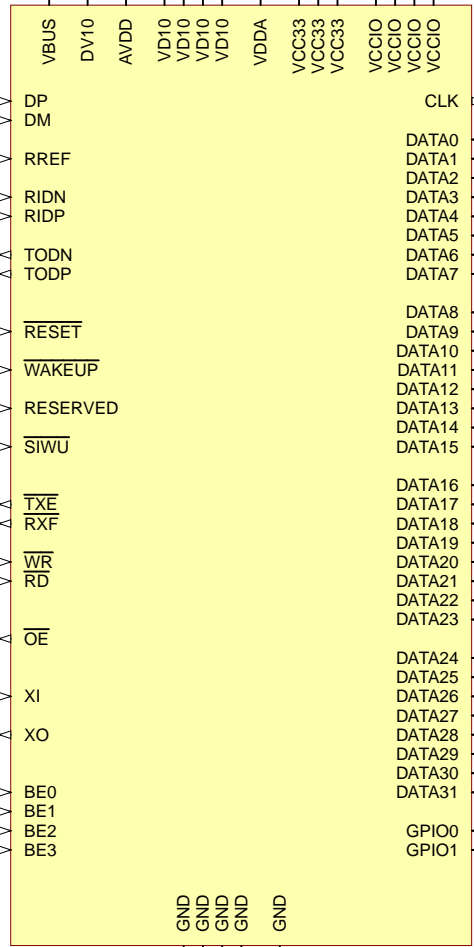 VBUS DV10 AVDD VD10 VD10 VD10 VD10 VDDA VCC33 VCC33 VCC33 VCCIO VCCIO VCCIO VCCIO
DP CLK
DM
DATA0
RREF DATA1
DATA2
RIDN DATA3
RIDP DATA4
DATA5
TODN DATA6
TODP DATA7
DATA8
RESET DATA9
DATA10
WAKEUP DATA11
DATA12
RESERVED DATA13
DATA14
SIWU DATA15
DATA16
TXE DATA17
RXF DATA18
DATA19
WR DATA20
RD DATA21
DATA22
DATA23
OE
DATA24
DATA25
XI DATA26
DATA27
XO DATA28
DATA29
DATA30
BE0 DATA31
BE1
BE2 GPIO0
BE3 GPIO1
GND GND GND GND GND